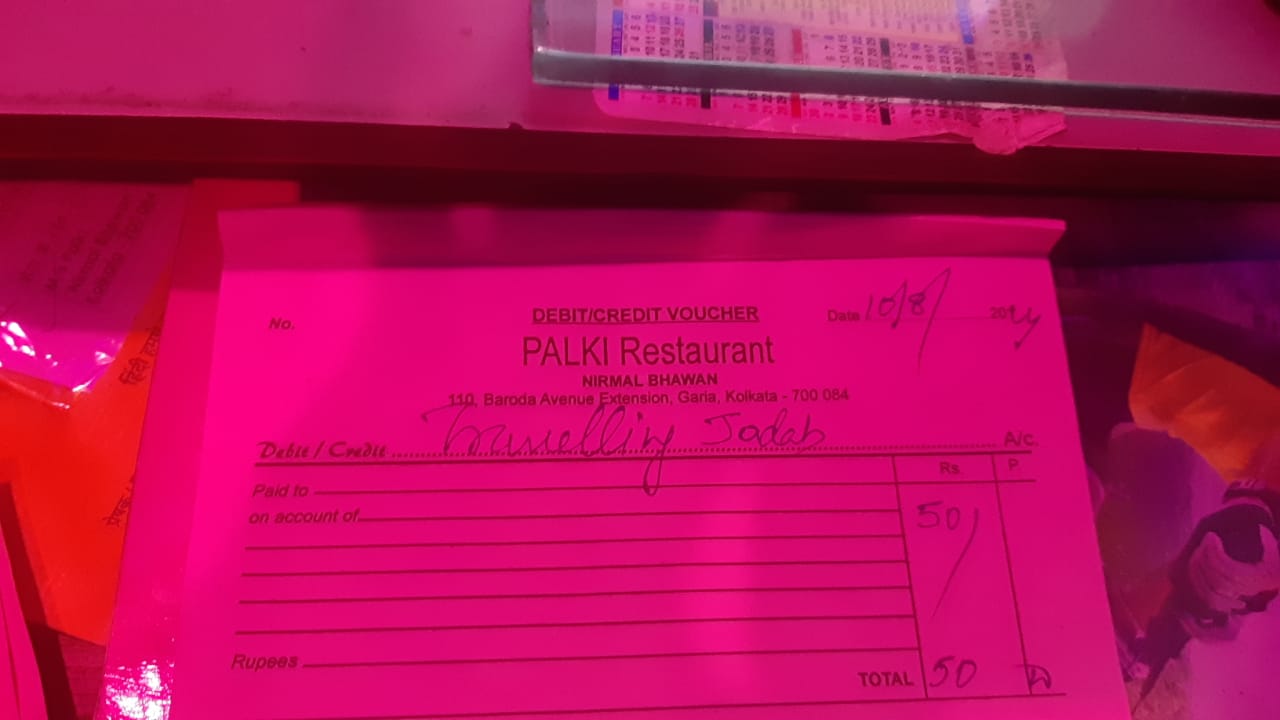 No.
DEBIT/CREDIT VOUCHER
Date 10/8/ 2024
PALKI Restaurant
NIRMAL BHAWAN
110, Baroda Avenue Extension, Garia, Kolkata - 700 084
Debit / Credit Travelling Jadab A/c.
Rs. P.
Paid to
on account of
50/
Rupees
TOTAL 50